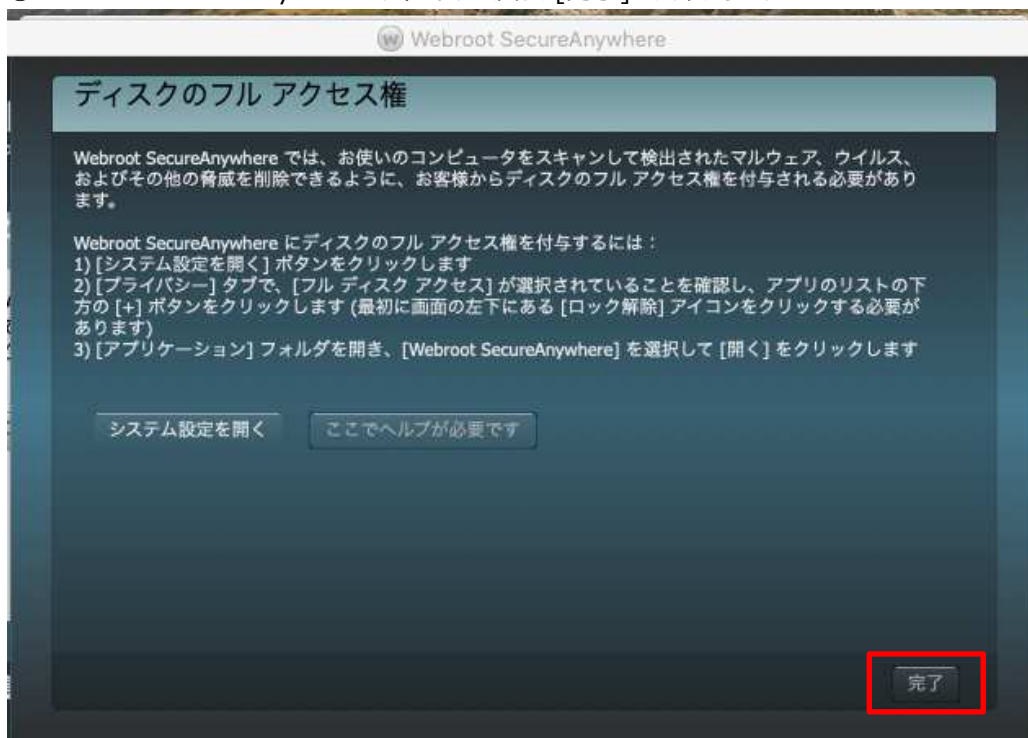 Webroot SecureAnywhere
ディスクのフル アクセス権
Webroot SecureAnywhere では、お使いのコンピュータをスキャンして検出されたマルウェア、ウイルス、
およびその他の脅威を削除できるように、お客様からディスクのフル アクセス権を付与される必要があり
ます。
Webroot SecureAnywhere にディスクのフル アクセス権を付与するには：
1) [システム設定を開く] ボタンをクリックします
2) [プライバシー] タブで、[フル ディスク アクセス] が選択されていることを確認し、アプリのリストの下
方の [+] ボタンをクリックします (最初に画面の左下にある [ロック解除] アイコンをクリックする必要が
あります)
3) [アプリケーション] フォルダを開き、[Webroot SecureAnywhere] を選択して [開く] をクリックします
システム設定を開く
ここでヘルプが必要です
完了